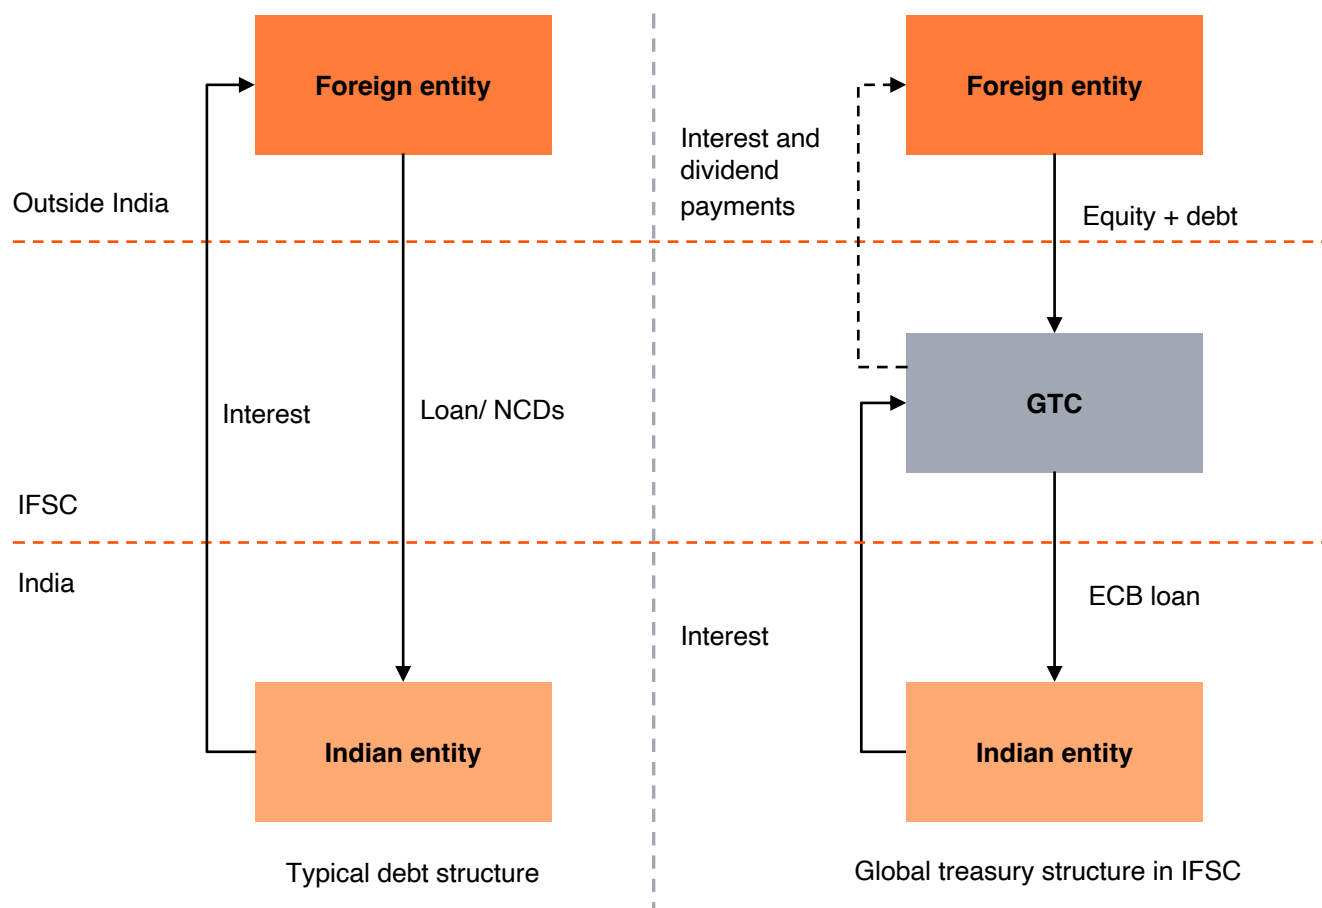 Foreign entity
Foreign entity
Interest and
dividend
payments
Outside India
Equity + debt
GTC
Interest
Loan/ NCDs
IFSC
India
ECB loan
Interest
Indian entity
Indian entity
Typical debt structure
Global treasury structure in IFSC